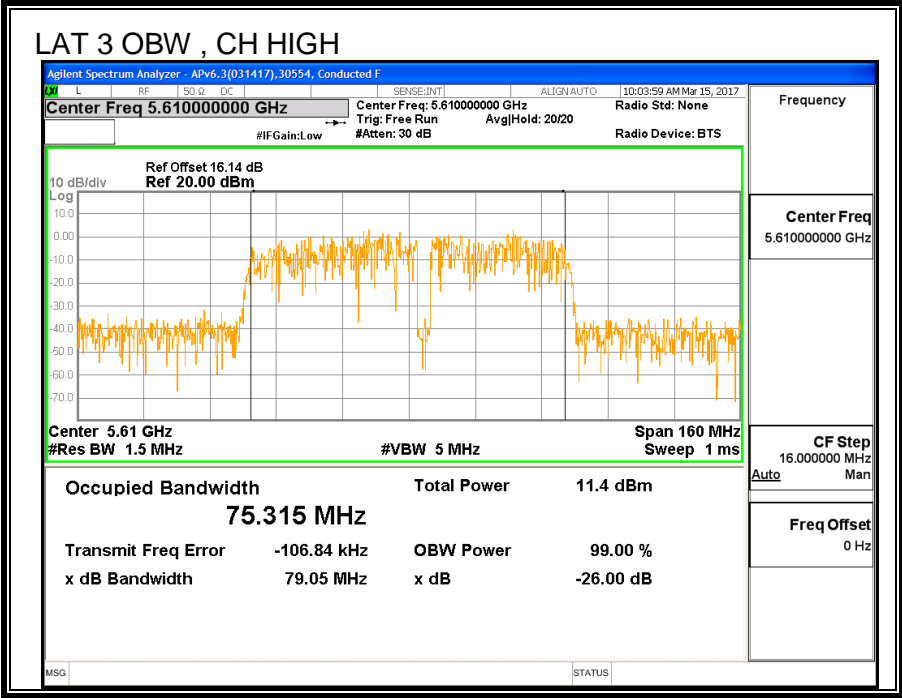 LAT 3 OBW , CH HIGH
Agilent Spectrum Analyzer - APv6.3(031417),30554, Conducted F
LXI L RF 50 Ω DC SENSE:INT ALIGNAUTO 10:03:59 AM Mar 15, 2017
Center Freq 5.610000000 GHz
Center Freq: 5.610000000 GHz
Radio Std: None
Trig: Free Run Avg|Hold: 20/20
#IFGain:Low #Atten: 30 dB Radio Device: BTS
Ref Offset 16.14 dB
10 dB/div Ref 20.00 dBm
Log
10.0
0.00
-10.0
-20.0
-30.0
-40.0
-50.0
-60.0
-70.0
Center 5.61 GHz Span 160 MHz
#Res BW 1.5 MHz #VBW 5 MHz Sweep 1 ms
Occupied Bandwidth Total Power 11.4 dBm
75.315 MHz
Transmit Freq Error -106.84 kHz OBW Power 99.00 %
x dB Bandwidth 79.05 MHz x dB -26.00 dB
Frequency
Center Freq
5.610000000 GHz
CF Step
16.000000 MHz
Auto Man
Freq Offset
0 Hz
MSG STATUS